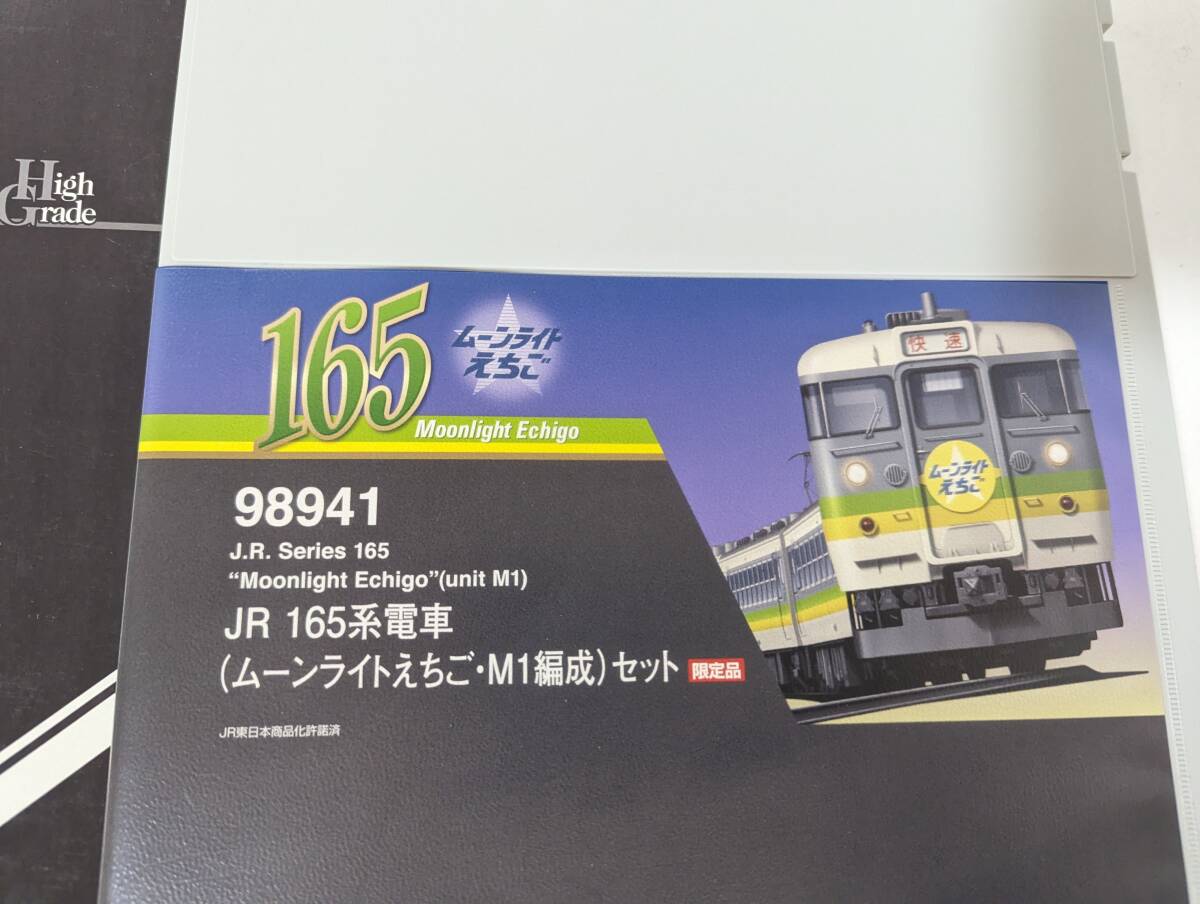 High
Grade
165
ムーンライト
えちご
Moonlight Echigo
快速
ムーンライト
えちご
98941
J.R. Series 165
“Moonlight Echigo”(unit M1)
JR 165系電車
(ムーンライトえちご・M1編成)セット 限定品
JR東日本商品化許諾済